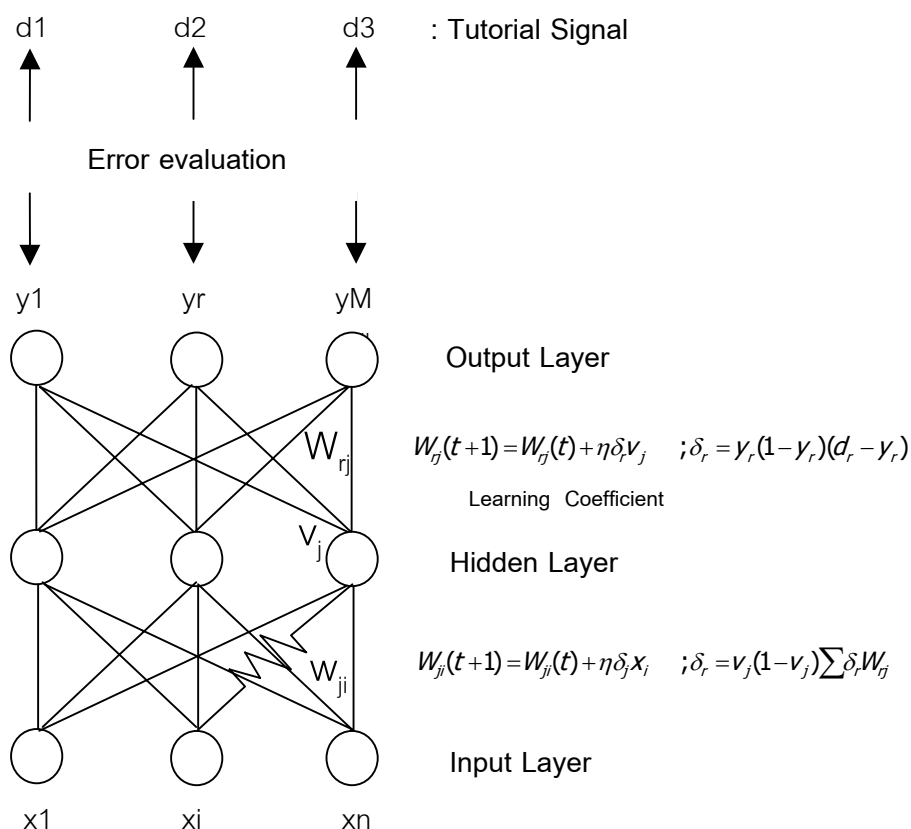 d1 d2 d3 : Tutorial Signal
Error evaluation
y1 yr yM
Output Layer
W_rj W_rj(t+1)=W_rj(t)+ηδ_r v_j ;δ_r=y_r(1−y_r)(d_r−y_r)
Learning Coefficient
v_j
Hidden Layer
w_ji W_ji(t+1)=W_ji(t)+ηδ_j x_i ;δ_r=v_j(1−v_j)∑δ_r W_rj
Input Layer
x1 xi xn